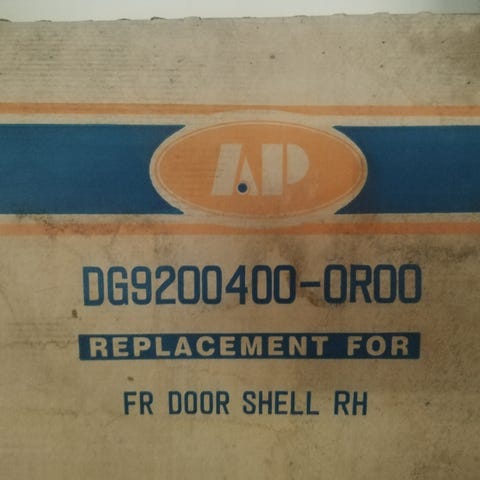 AP
DG9200400-0R00
REPLACEMENT FOR
FR DOOR SHELL RH